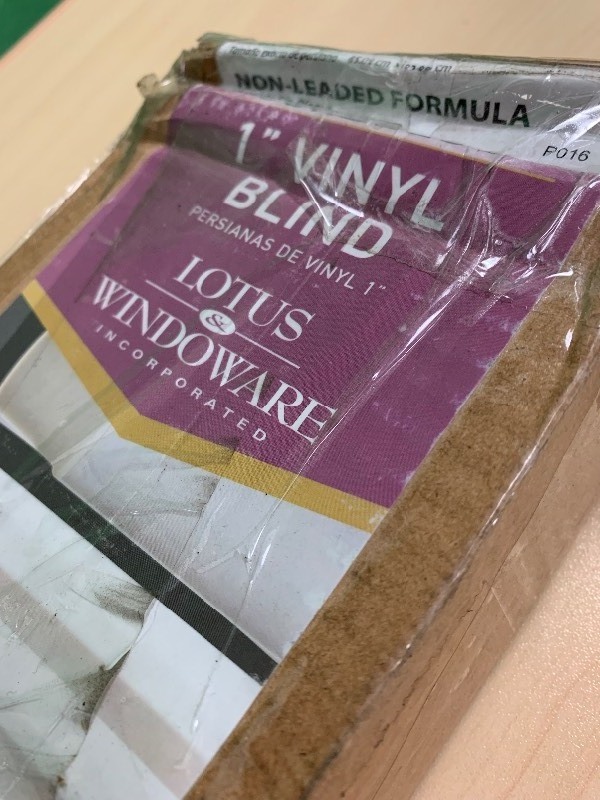 NON-LEADED FORMULA
P016
1" VINYL
BLIND
PERSIANAS DE VINYL 1"
LOTUS
&
WINDOWARE
INCORPORATED